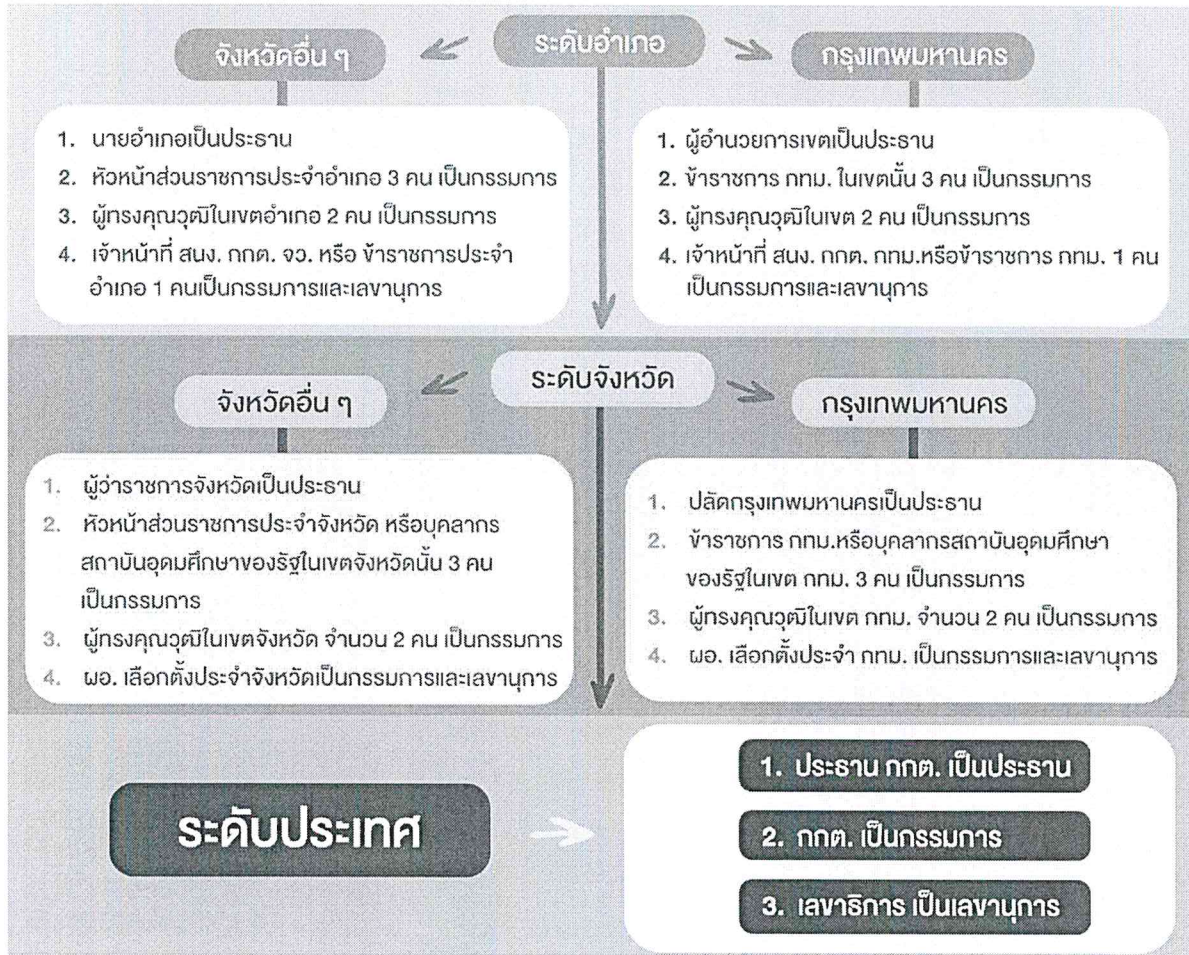 ระดับอำเภอ
จังหวัดอื่น ๆ
กรุงเทพมหานคร
1. นายอำเภอเป็นประธาน
2. หัวหน้าส่วนราชการประจำอำเภอ 3 คน เป็นกรรมการ
3. ผู้ทรงคุณวุฒิในเขตอำเภอ 2 คน เป็นกรรมการ
4. เจ้าหน้าที่ สนง. กกต. จว. หรือ ข้าราชการประจำ
อำเภอ 1 คนเป็นกรรมการและเลขานุการ
1. ผู้อำนวยการเขตเป็นประธาน
2. ข้าราชการ กทม. ในเขตนั้น 3 คน เป็นกรรมการ
3. ผู้ทรงคุณวุฒิในเขต 2 คน เป็นกรรมการ
4. เจ้าหน้าที่ สนง. กกต. กทม.หรือข้าราชการ กทม. 1 คน
เป็นกรรมการและเลขานุการ
ระดับจังหวัด
จังหวัดอื่น ๆ
กรุงเทพมหานคร
1. ผู้ว่าราชการจังหวัดเป็นประธาน
2. หัวหน้าส่วนราชการประจำจังหวัด หรือบุคลากร
สถาบันอุดมศึกษาของรัฐในเขตจังหวัดนั้น 3 คน
เป็นกรรมการ
3. ผู้ทรงคุณวุฒิในเขตจังหวัด จำนวน 2 คน เป็นกรรมการ
4. ผอ. เลือกตั้งประจำจังหวัดเป็นกรรมการและเลขานุการ
1. ปลัดกรุงเทพมหานครเป็นประธาน
2. ข้าราชการ กทม.หรือบุคลากรสถาบันอุดมศึกษา
ของรัฐในเขต กทม. 3 คน เป็นกรรมการ
3. ผู้ทรงคุณวุฒิในเขต กทม. จำนวน 2 คน เป็นกรรมการ
4. ผอ. เลือกตั้งประจำ กทม. เป็นกรรมการและเลขานุการ
ระดับประเทศ
1. ประธาน กกต. เป็นประธาน
2. กกต. เป็นกรรมการ
3. เลขาธิการ เป็นเลขานุการ